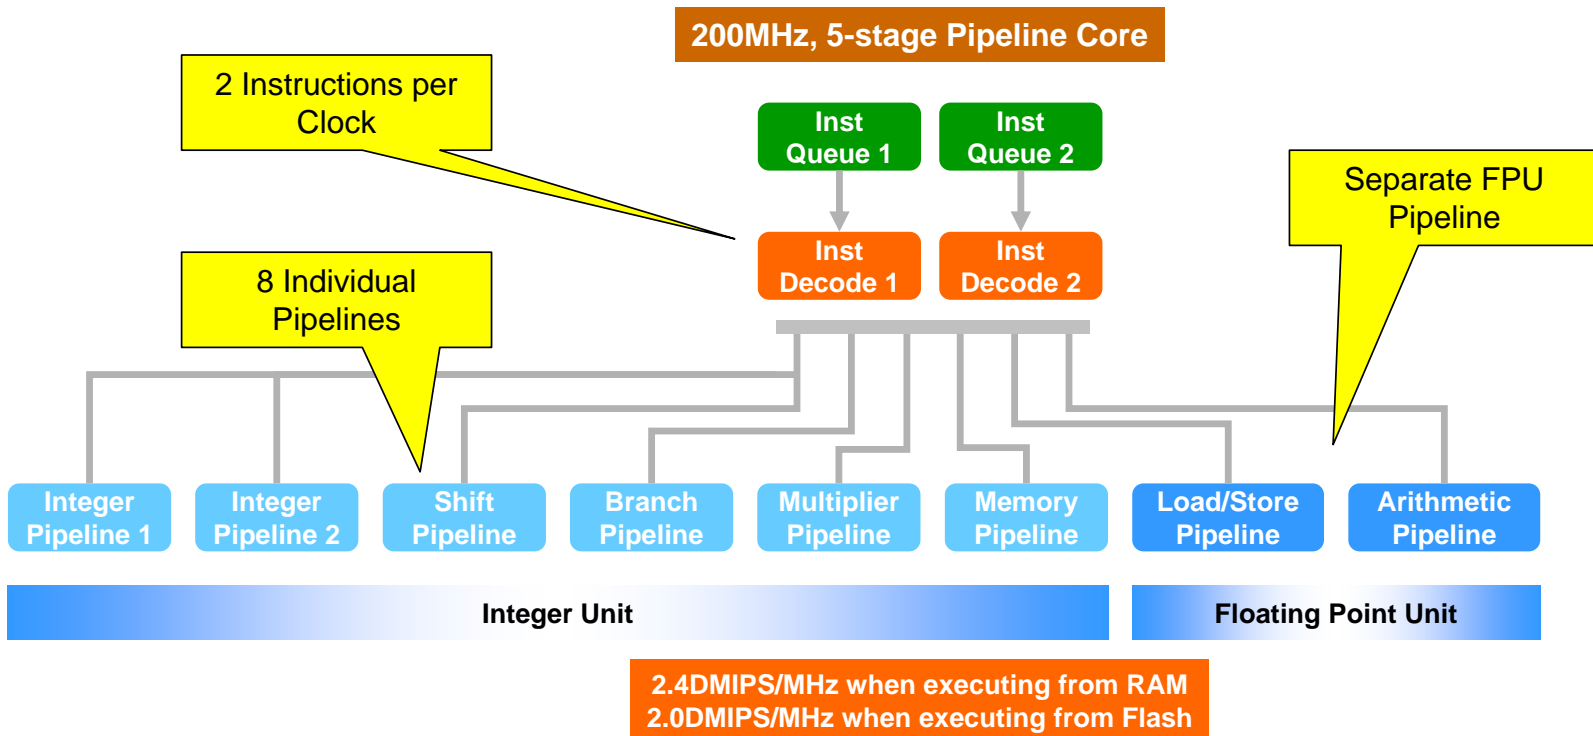 200MHz, 5-stage Pipeline Core
2 Instructions per
Clock
Inst
Queue 1
Inst
Queue 2
Separate FPU
Pipeline
Inst
Decode 1
Inst
Decode 2
8 Individual
Pipelines
Integer
Pipeline 1
Integer
Pipeline 2
Shift
Pipeline
Branch
Pipeline
Multiplier
Pipeline
Memory
Pipeline
Load/Store
Pipeline
Arithmetic
Pipeline
Integer Unit
Floating Point Unit
2.4DMIPS/MHz when executing from RAM
2.0DMIPS/MHz when executing from Flash